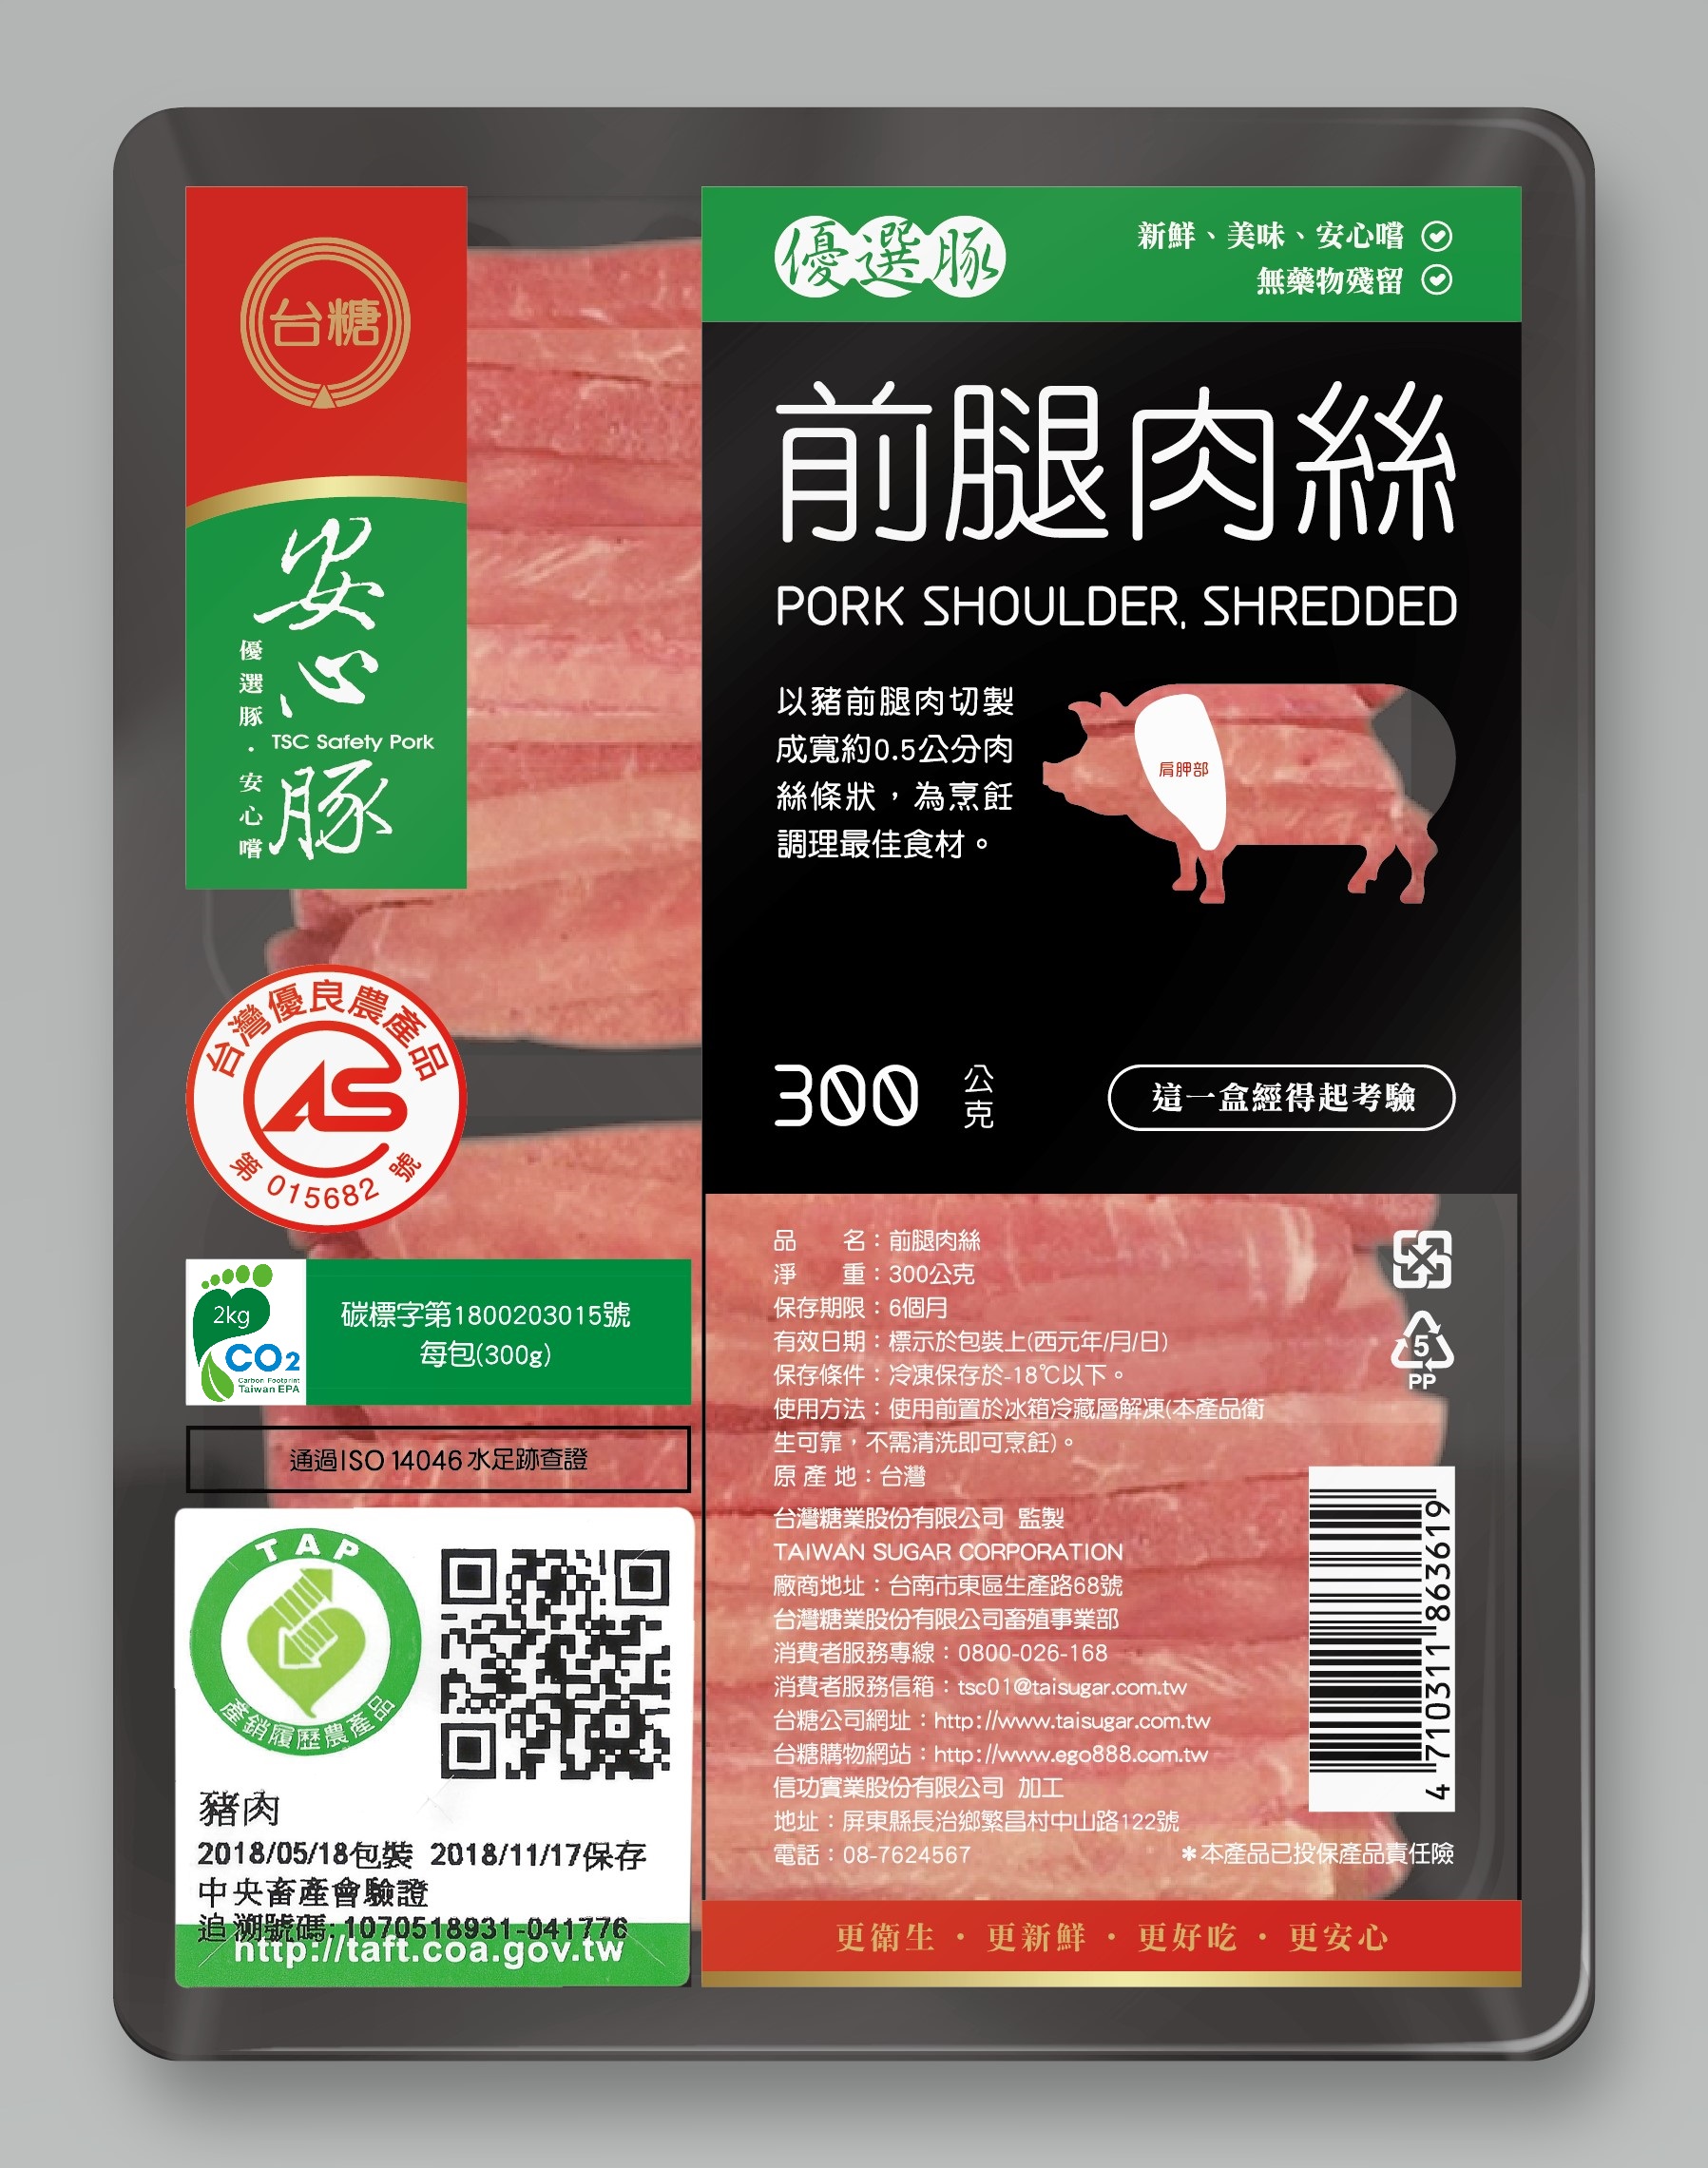 台糖
安心豚
TSC Safety Pork
優選豚・安心嚐
台灣優良農產品
CAS
第 015682 號
2kg
CO2
Carbon Footprint
Taiwan EPA
碳標字第1800203015號
每包(300g)
通過ISO 14046水足跡查證
TAP
產銷履歷農產品
豬肉
2018/05/18包裝 2018/11/17保存
中央畜產會驗證
追溯號碼:1070518931-041776
http://taft.coa.gov.tw
優選豚
新鮮、美味、安心嚐
無藥物殘留
前腿肉絲
PORK SHOULDER, SHREDDED
以豬前腿肉切製
成寬約0.5公分肉
絲條狀，為烹飪
調理最佳食材。
肩胛部
300 公克
這一盒經得起考驗
品　　名：前腿肉絲
淨　　重：300公克
保存期限：6個月
有效日期：標示於包裝上(西元年/月/日)
保存條件：冷凍保存於-18℃以下。
使用方法：使用前置於冰箱冷藏層解凍(本產品衛
生可靠，不需清洗即可烹飪)。
原 產 地：台灣
台灣糖業股份有限公司 監製
TAIWAN SUGAR CORPORATION
廠商地址：台南市東區生產路68號
台灣糖業股份有限公司畜殖事業部
消費者服務專線：0800-026-168
消費者服務信箱：tsc01@taisugar.com.tw
台糖公司網址：http://www.taisugar.com.tw
台糖購物網站：http://www.ego888.com.tw
信功實業股份有限公司 加工
地址：屏東縣長治鄉繁昌村中山路122號
電話：08-7624567
＊本產品已投保產品責任險
5
PP
4 710311 863619
更衛生・更新鮮・更好吃・更安心